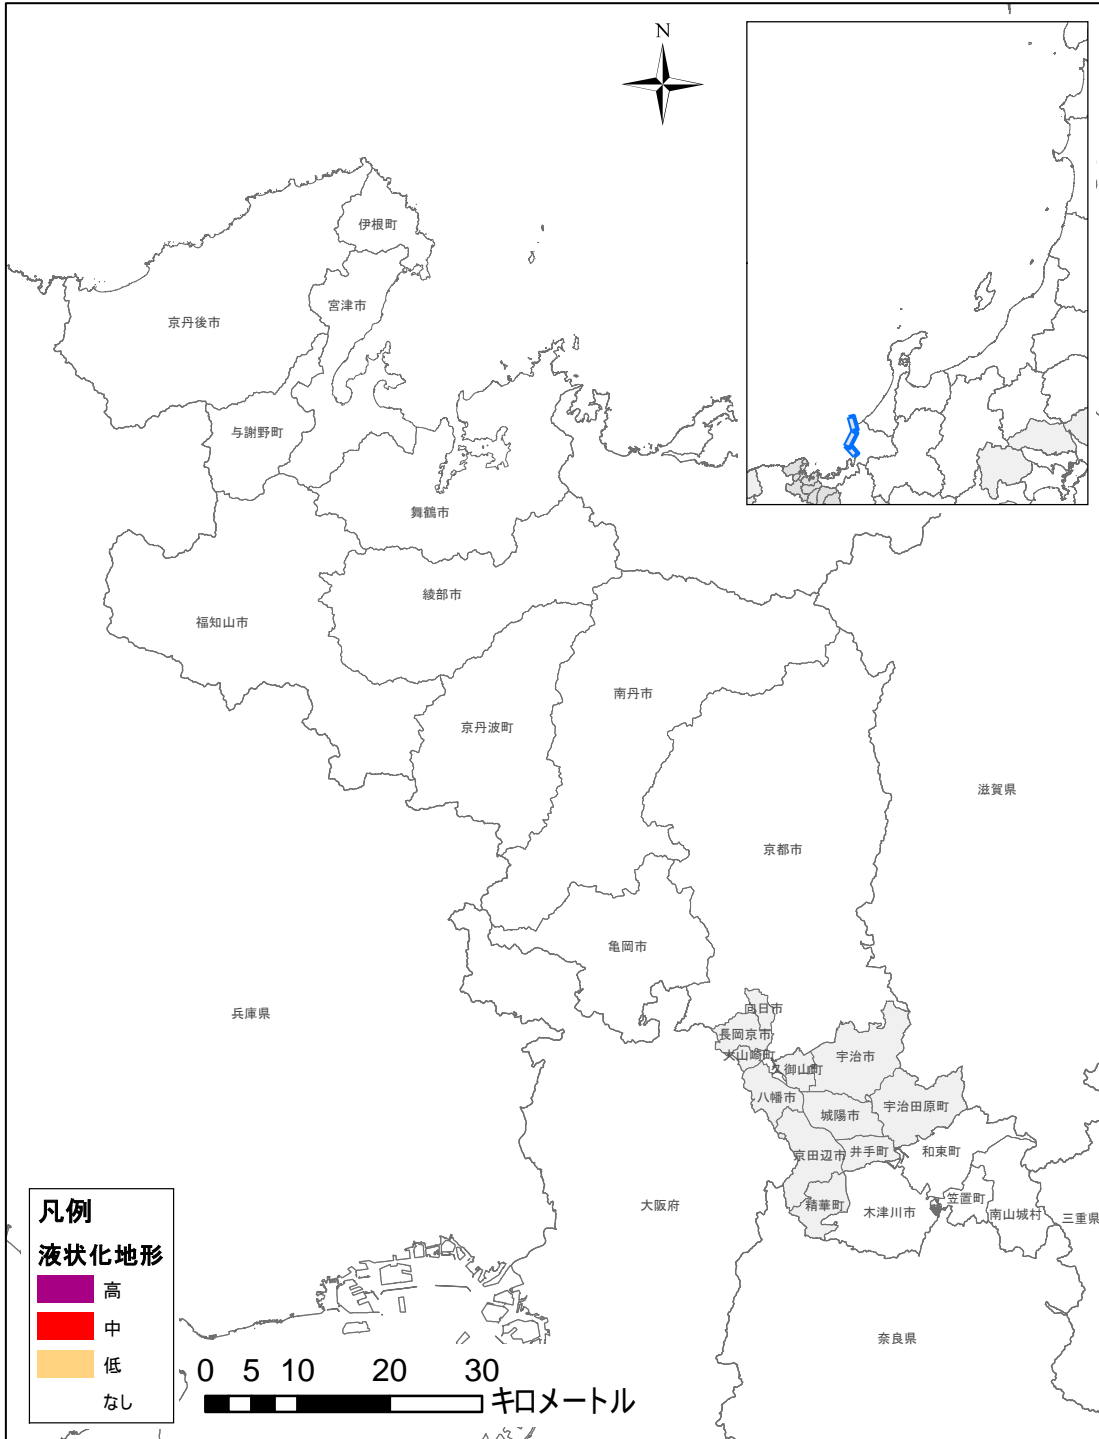 N
伊根町
宮津市
京丹後市
与謝野町
舞鶴市
綾部市
福知山市
南丹市
京丹波町
滋賀県
京都市
亀岡市
兵庫県
向日市
長岡京市
大山崎町
宇治市
久御山町
八幡市
宇治田原町
城陽市
井手町
和束町
京田辺市
笠置町
精華町
大阪府
木津川市
南山城村
三重県
奈良県
凡例
液状化地形
高
中
低
なし
0 5 10 20 30
キロメートル